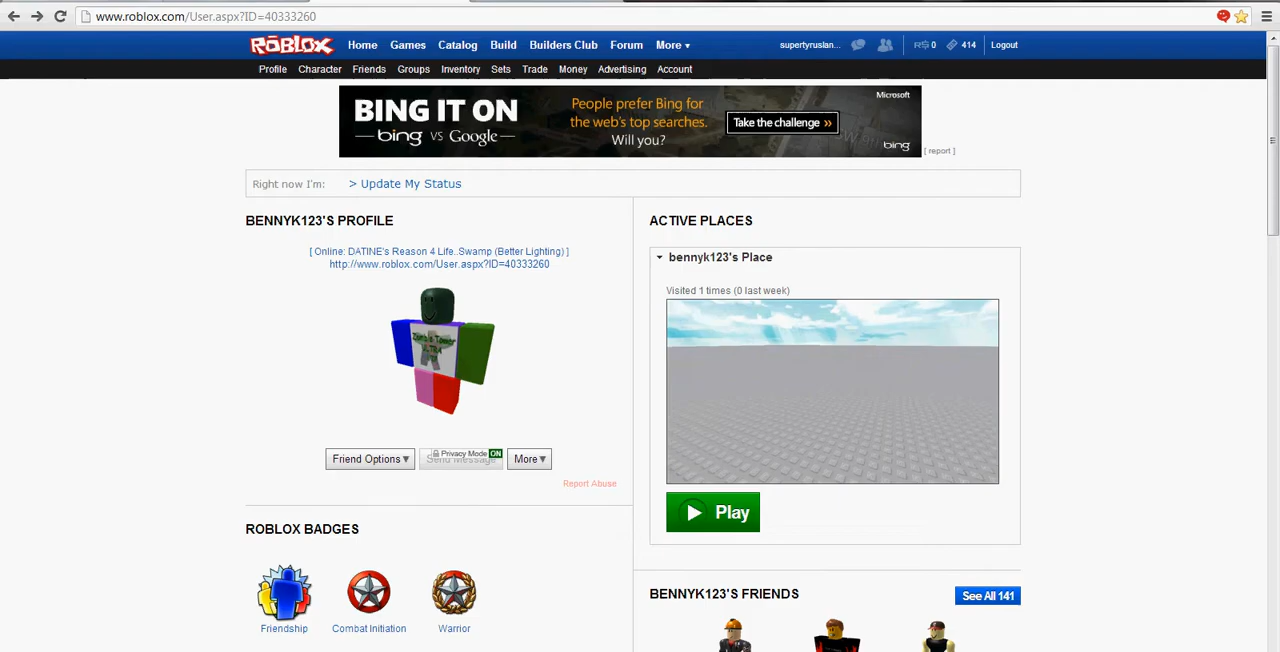 www.roblox.com/User.aspx?ID=40333260
ROBLOX Home Games Catalog Build Builders Club Forum More supertyruslan... R$ 0 414 Logout
Profile Character Friends Groups Inventory Sets Trade Money Advertising Account
BING IT ON
bing VS Google
People prefer Bing for
the web's top searches.
Will you?
Take the challenge »
Microsoft
bing
[ report ]
Right now I'm: > Update My Status
BENNYK123'S PROFILE
[ Online: DATINE's Reason 4 Life..Swamp (Better Lighting) ]
http://www.roblox.com/User.aspx?ID=40333260
Friend Options Send Message Privacy Mode ON More
Report Abuse
ROBLOX BADGES
Friendship Combat Initiation Warrior
ACTIVE PLACES
bennyk123's Place
Visited 1 times (0 last week)
Play
BENNYK123'S FRIENDS
See All 141